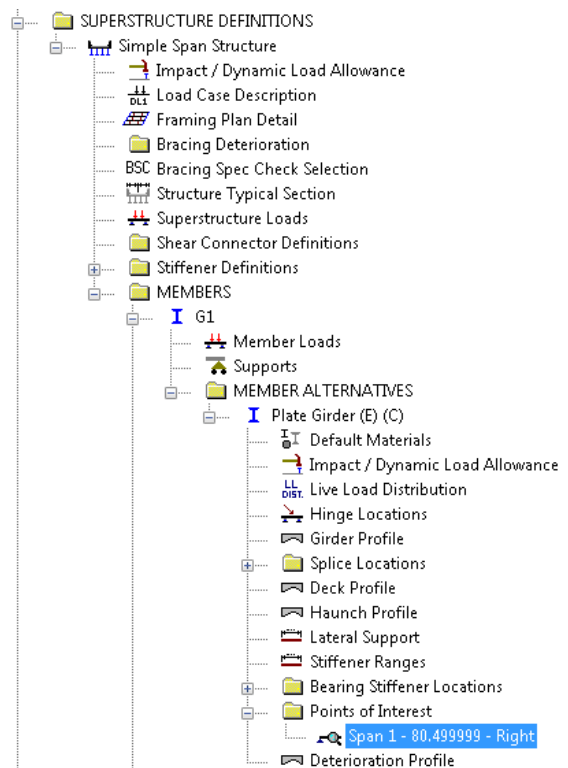 SUPERSTRUCTURE DEFINITIONS
Simple Span Structure
Impact / Dynamic Load Allowance
DL1 Load Case Description
Framing Plan Detail
Bracing Deterioration
BSC Bracing Spec Check Selection
Structure Typical Section
Superstructure Loads
Shear Connector Definitions
Stiffener Definitions
MEMBERS
G1
Member Loads
Supports
MEMBER ALTERNATIVES
Plate Girder (E) (C)
Default Materials
Impact / Dynamic Load Allowance
LL DIST. Live Load Distribution
Hinge Locations
Girder Profile
Splice Locations
Deck Profile
Haunch Profile
Lateral Support
Stiffener Ranges
Bearing Stiffener Locations
Points of Interest
Span 1 - 80.499999 - Right
Deterioration Profile